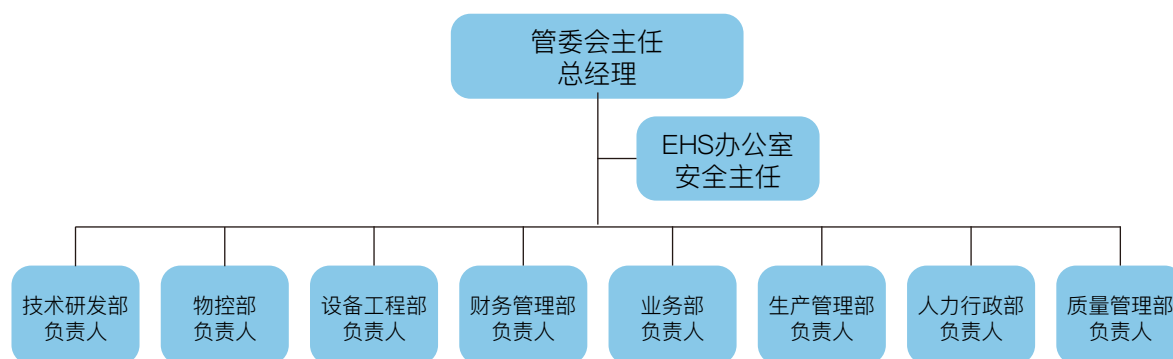 管委会主任
总经理
EHS办公室
安全主任
技术研发部
负责人
物控部
负责人
设备工程部
负责人
财务管理部
负责人
业务部
负责人
生产管理部
负责人
人力行政部
负责人
质量管理部
负责人